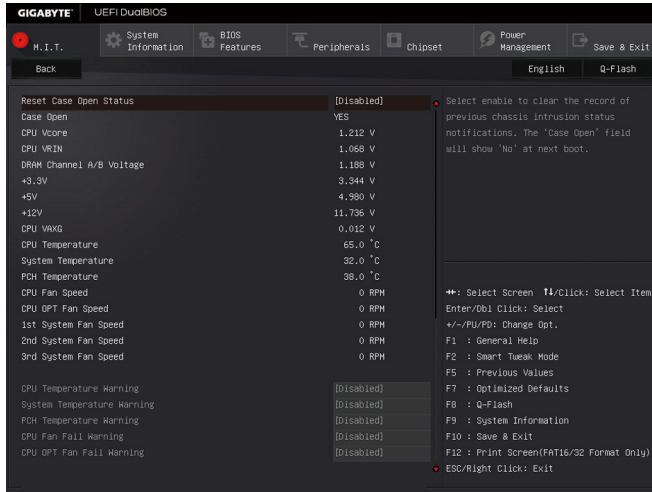 GIGABYTE™ UEFI DualBIOS
M.I.T.
System Information
BIOS Features
Peripherals
Chipset
Power Management
Save & Exit
Back
English
Q-Flash
Reset Case Open Status [Disabled]
Case Open YES
CPU Vcore 1.212 V
CPU VRIN 1.068 V
DRAM Channel A/B Voltage 1.188 V
+3.3V 3.344 V
+5V 4.980 V
+12V 11.736 V
CPU VAXG 0.012 V
CPU Temperature 65.0 °C
System Temperature 32.0 °C
PCH Temperature 38.0 °C
CPU Fan Speed 0 RPM
CPU OPT Fan Speed 0 RPM
1st System Fan Speed 0 RPM
2nd System Fan Speed 0 RPM
3rd System Fan Speed 0 RPM
CPU Temperature Warning [Disabled]
System Temperature Warning [Disabled]
PCH Temperature Warning [Disabled]
CPU Fan Fail Warning [Disabled]
CPU OPT Fan Fail Warning [Disabled]
Select enable to clear the record of
previous chassis intrusion status
notifications. The 'Case Open' field
will show 'No' at next boot.
→←: Select Screen ↑↓/Click: Select Item
Enter/Dbl Click: Select
+/-/PU/PD: Change Opt.
F1 : General Help
F2 : Smart Tweak Mode
F5 : Previous Values
F7 : Optimized Defaults
F8 : Q-Flash
F9 : System Information
F10 : Save & Exit
F12 : Print Screen(FAT16/32 Format Only)
ESC/Right Click: Exit